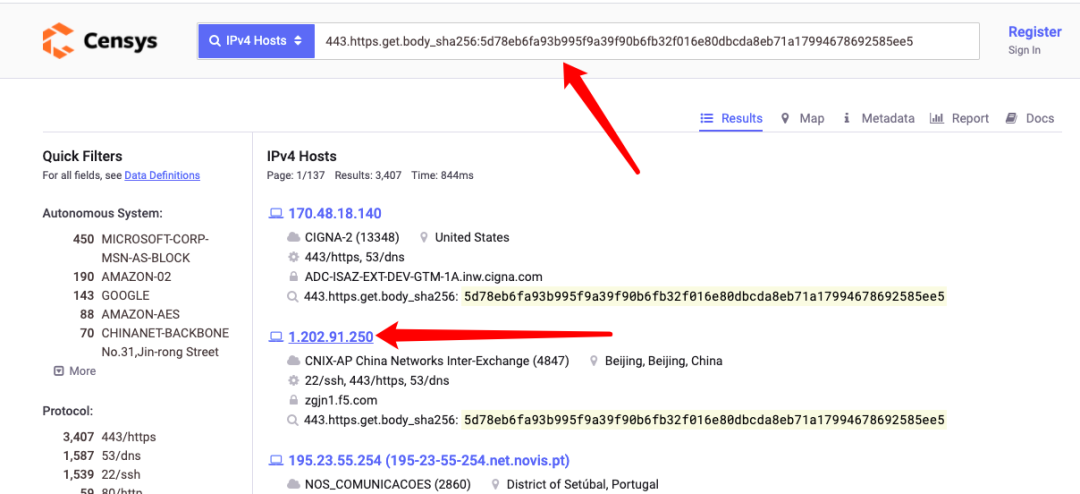 Censys
IPv4 Hosts
443.https.get.body_sha256:5d78eb6fa93b995f9a39f90b6fb32f016e80dbcda8eb71a17994678692585ee5
Register
Sign In
Results
Map
Metadata
Report
Docs
Quick Filters
For all fields, see Data Definitions
Autonomous System:
450 MICROSOFT-CORP-
MSN-AS-BLOCK
190 AMAZON-02
143 GOOGLE
88 AMAZON-AES
70 CHINANET-BACKBONE
No.31,Jin-rong Street
More
Protocol:
3,407 443/https
1,587 53/dns
1,539 22/ssh
59 80/http
IPv4 Hosts
Page: 1/137 Results: 3,407 Time: 844ms
170.48.18.140
CIGNA-2 (13348) United States
443/https, 53/dns
ADC-ISAZ-EXT-DEV-GTM-1A.inw.cigna.com
443.https.get.body_sha256: 5d78eb6fa93b995f9a39f90b6fb32f016e80dbcda8eb71a17994678692585ee5
1.202.91.250
CNIX-AP China Networks Inter-Exchange (4847) Beijing, Beijing, China
22/ssh, 443/https, 53/dns
zgjn1.f5.com
443.https.get.body_sha256: 5d78eb6fa93b995f9a39f90b6fb32f016e80dbcda8eb71a17994678692585ee5
195.23.55.254 (195-23-55-254.net.novis.pt)
NOS_COMUNICACOES (2860) District of Setúbal, Portugal